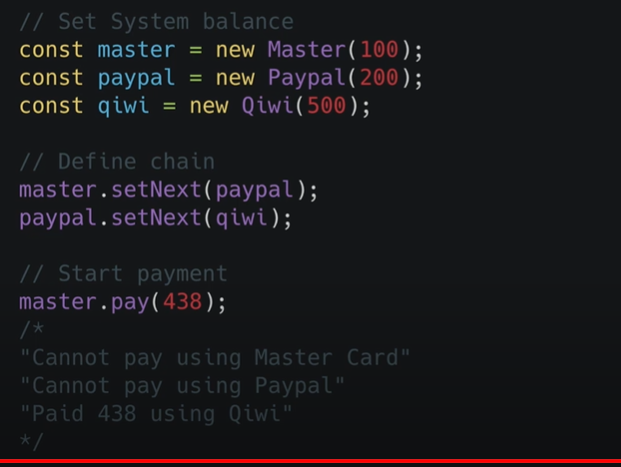 // Set System balance
const master = new Master(100);
const paypal = new Paypal(200);
const qiwi = new Qiwi(500);
// Define chain
master.setNext(paypal);
paypal.setNext(qiwi);
// Start payment
master.pay(438);
/*
"Cannot pay using Master Card"
"Cannot pay using Paypal"
"Paid 438 using Qiwi"
*/